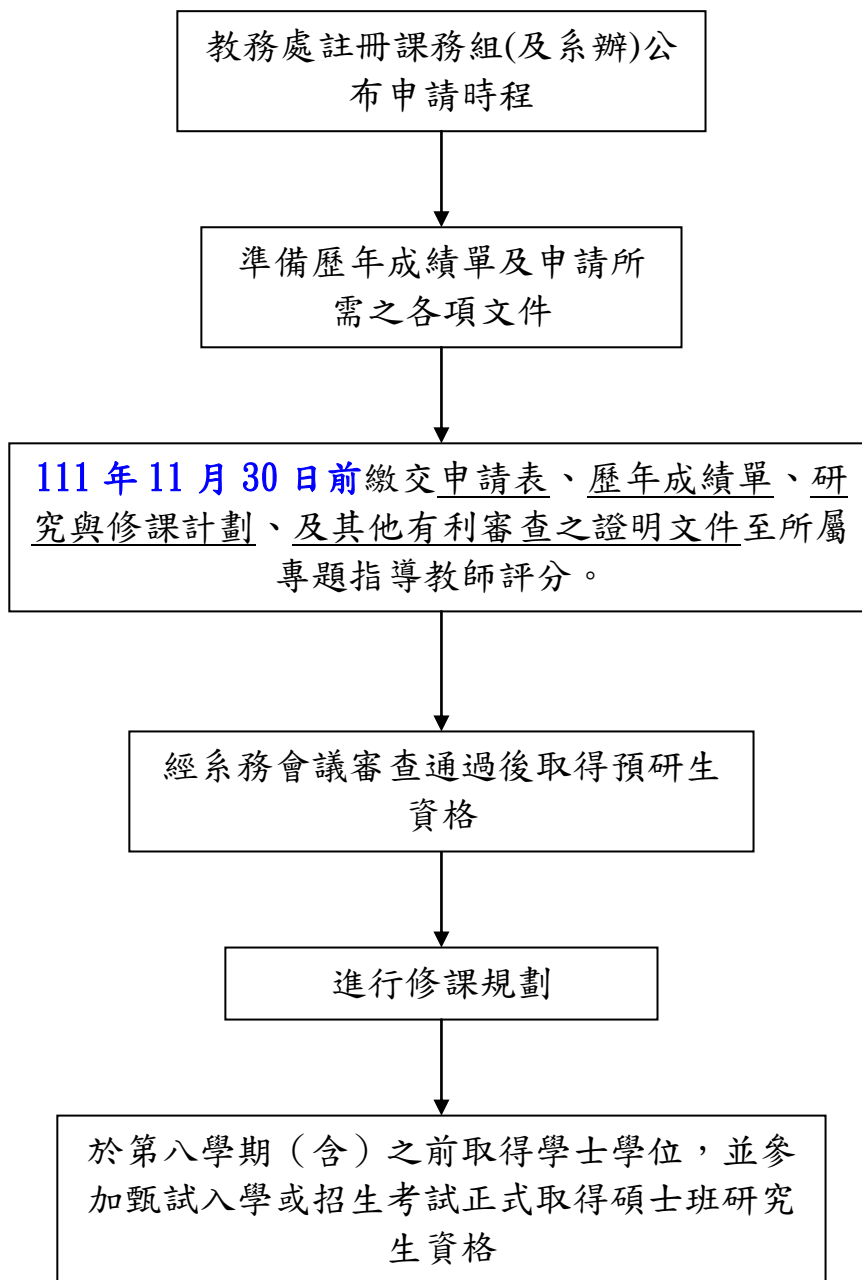 教務處註冊課務組(及系辦)公
布申請時程
準備歷年成績單及申請所
需之各項文件
111 年 11 月 30 日前繳交申請表、歷年成績單、研
究與修課計劃、及其他有利審查之證明文件至所屬
專題指導教師評分。
經系務會議審查通過後取得預研生
資格
進行修課規劃
於第八學期（含）之前取得學士學位，並參
加甄試入學或招生考試正式取得碩士班研究
生資格